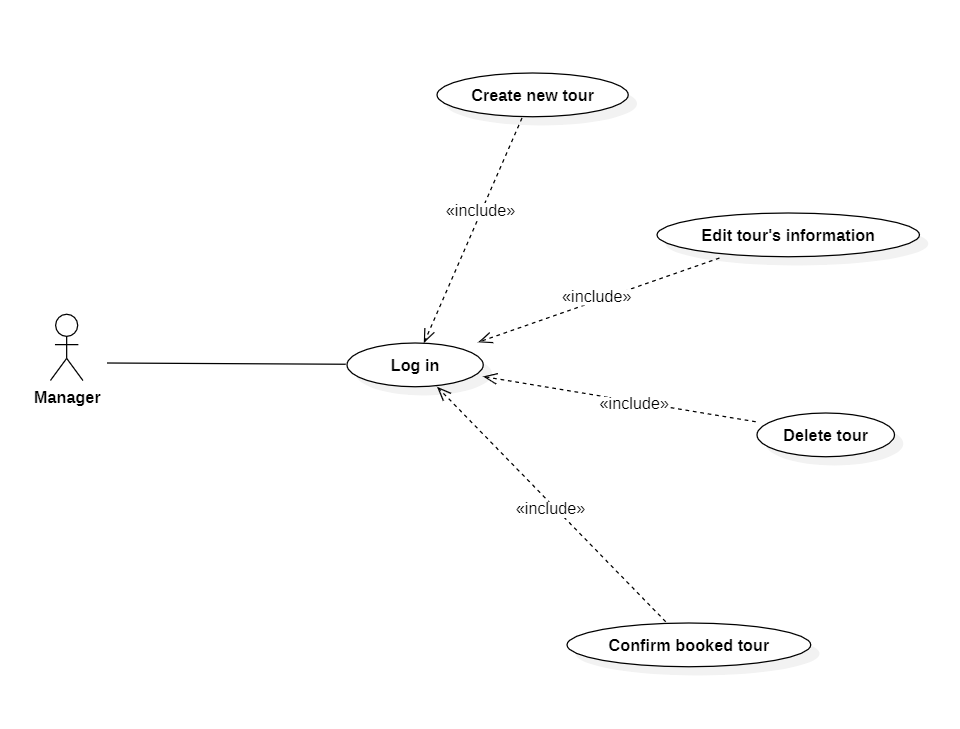 Create new tour
«include»
Edit tour's information
«include»
Log in
Manager
«include»
Delete tour
«include»
Confirm booked tour